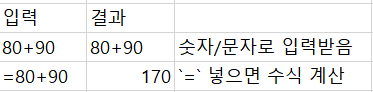 입력 결과
80+90 80+90 숫자/문자로 입력받음
=80+90 170 `=` 넣으면 수식 계산